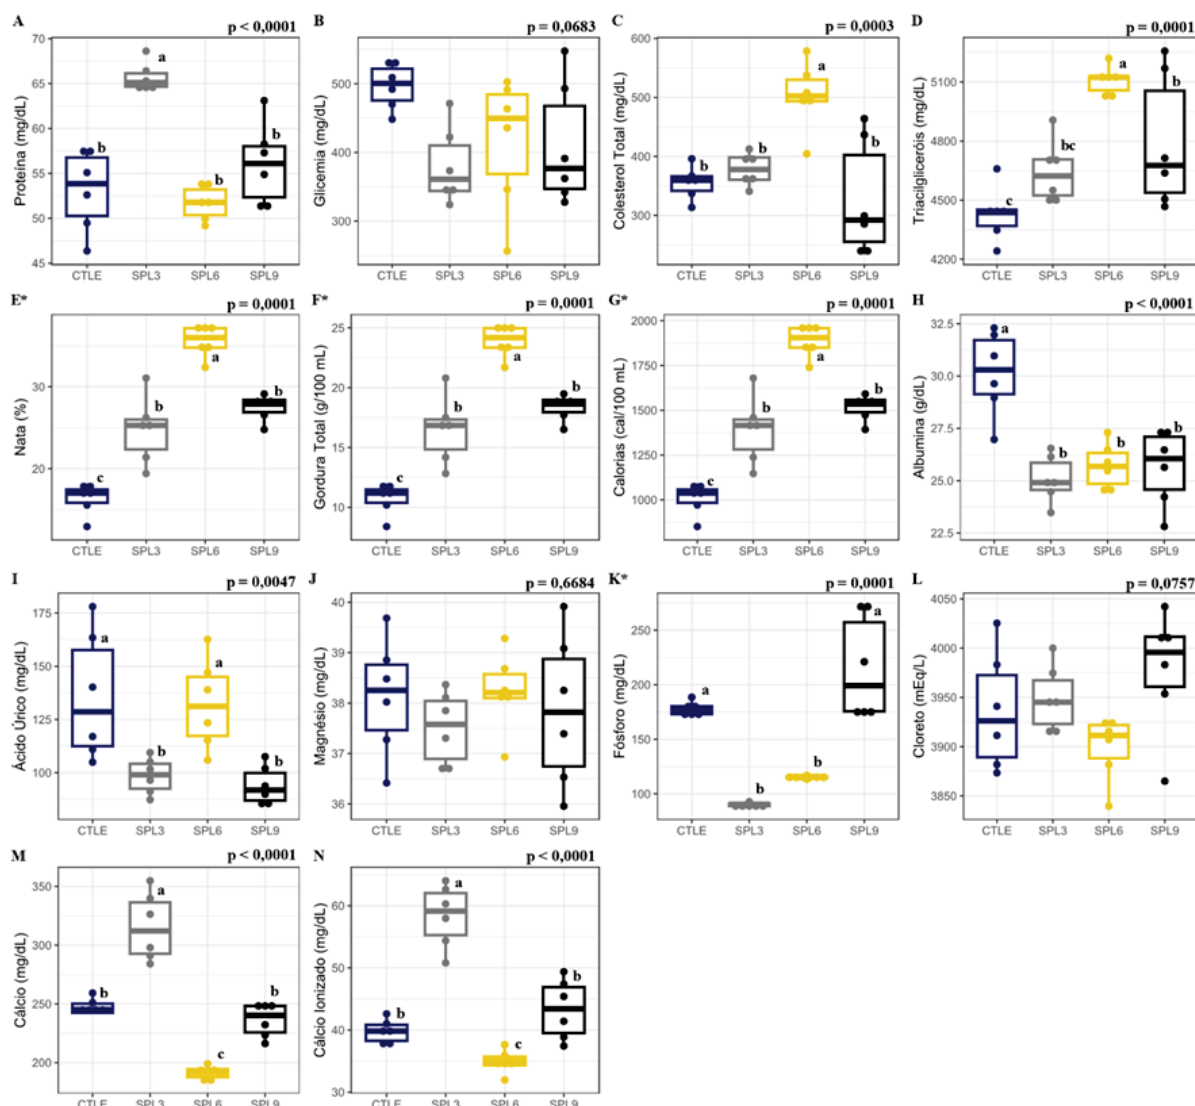 A
p < 0,0001
Proteína (mg/dL)
70
65
60
55
50
45
b
a
b
b
CTLE SPL3 SPL6 SPL9
B
p = 0,0683
Glicemia (mg/dL)
500
400
300
CTLE SPL3 SPL6 SPL9
C
p = 0,0003
Colesterol Total (mg/dL)
600
500
400
300
b
b
a
b
CTLE SPL3 SPL6 SPL9
D
p = 0,0001
Triacilgliceróis (mg/dL)
5100
4800
4500
4200
c
bc
a
b
CTLE SPL3 SPL6 SPL9
E*
p = 0,0001
Nata (%)
30
20
c
b
a
b
CTLE SPL3 SPL6 SPL9
F*
p = 0,0001
Gordura Total (g/100 mL)
25
20
15
10
c
b
a
b
CTLE SPL3 SPL6 SPL9
G*
p = 0,0001
Calorias (cal/100 mL)
2000
1750
1500
1250
1000
c
b
a
b
CTLE SPL3 SPL6 SPL9
H
p < 0,0001
Albumina (g/dL)
32.5
30.0
27.5
25.0
22.5
a
b
b
b
CTLE SPL3 SPL6 SPL9
I
p = 0,0047
Ácido Úrico (mg/dL)
175
150
125
100
a
b
a
b
CTLE SPL3 SPL6 SPL9
J
p = 0,6684
Magnésio (mg/dL)
40
39
38
37
36
CTLE SPL3 SPL6 SPL9
K*
p = 0,0001
Fósforo (mg/dL)
250
200
150
100
a
b
b
a
CTLE SPL3 SPL6 SPL9
L
p = 0,0757
Cloreto (mEq/L)
4050
4000
3950
3900
3850
CTLE SPL3 SPL6 SPL9
M
p < 0,0001
Cálcio (mg/dL)
350
300
250
200
b
a
c
b
CTLE SPL3 SPL6 SPL9
N
p < 0,0001
Cálcio Ionizado (mg/dL)
60
50
40
30
b
a
c
b
CTLE SPL3 SPL6 SPL9